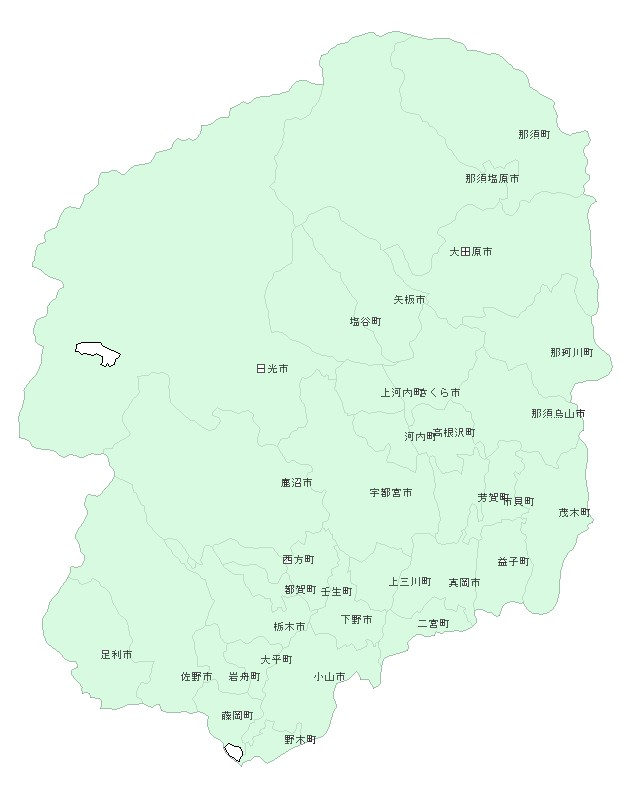 那須町
那須塩原市
大田原市
矢板市
塩谷町
那珂川町
日光市
上河内町
さくら市
那須烏山市
高根沢町
河内町
鹿沼市
宇都宮市
芳賀町
市貝町
茂木町
西方町
益子町
上三川町
真岡市
都賀町
壬生町
下野市
二宮町
栃木市
足利市
大平町
佐野市
岩舟町
小山市
藤岡町
野木町